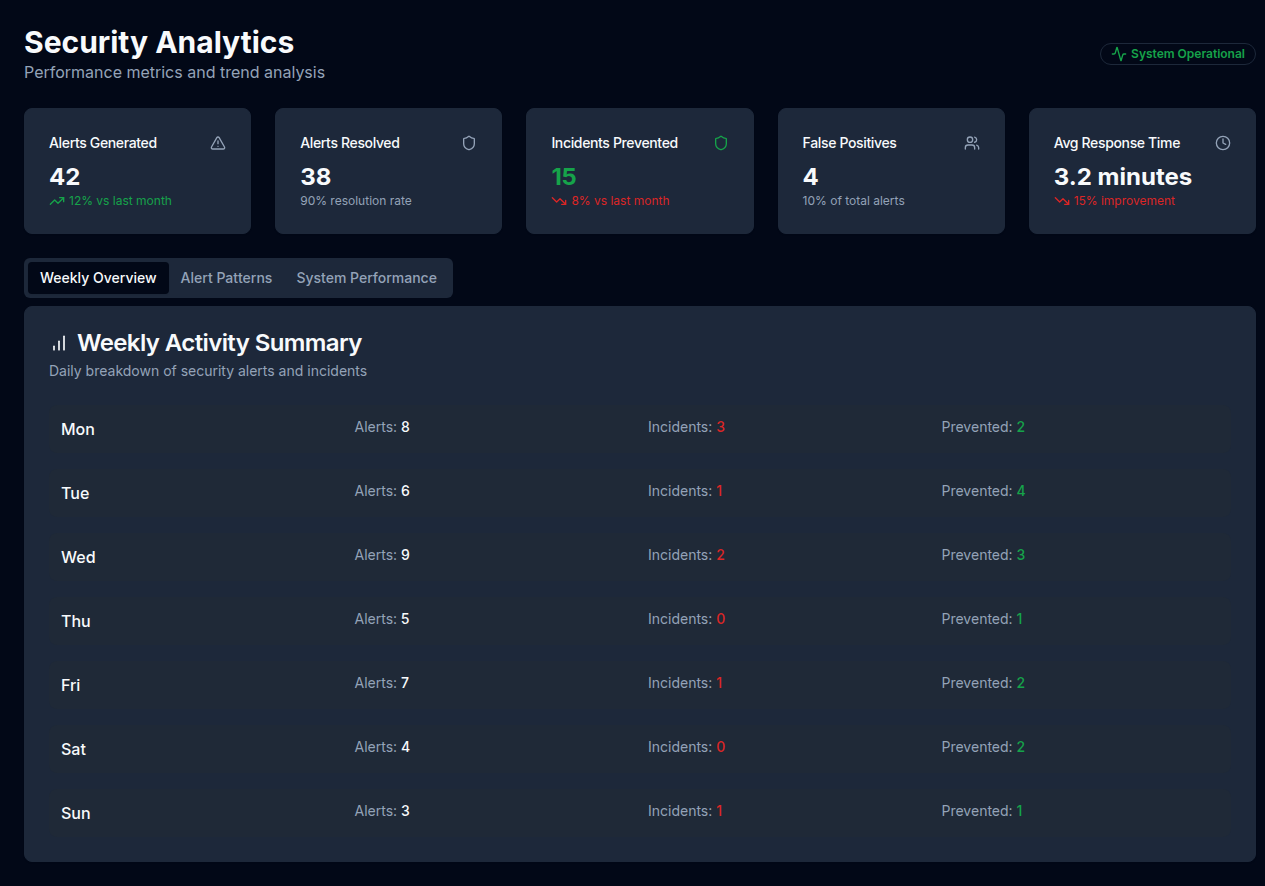 Security Analytics
Performance metrics and trend analysis
System Operational
Alerts Generated
42
12% vs last month
Alerts Resolved
38
90% resolution rate
Incidents Prevented
15
8% vs last month
False Positives
4
10% of total alerts
Avg Response Time
3.2 minutes
15% improvement
Weekly Overview Alert Patterns System Performance
Weekly Activity Summary
Daily breakdown of security alerts and incidents
Mon Alerts: 8 Incidents: 3 Prevented: 2
Tue Alerts: 6 Incidents: 1 Prevented: 4
Wed Alerts: 9 Incidents: 2 Prevented: 3
Thu Alerts: 5 Incidents: 0 Prevented: 1
Fri Alerts: 7 Incidents: 1 Prevented: 2
Sat Alerts: 4 Incidents: 0 Prevented: 2
Sun Alerts: 3 Incidents: 1 Prevented: 1